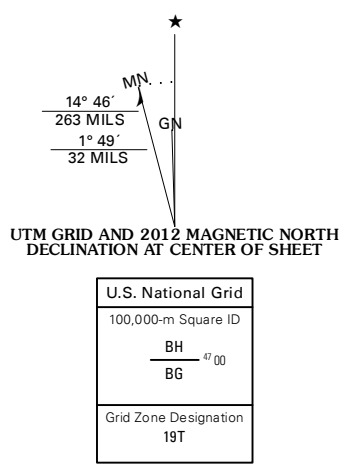 ★
MN
14° 46´
263 MILS
GN
1° 49´
32 MILS
UTM GRID AND 2012 MAGNETIC NORTH
DECLINATION AT CENTER OF SHEET
U.S. National Grid
100,000-m Square ID
BH
47 00
BG
Grid Zone Designation
19T